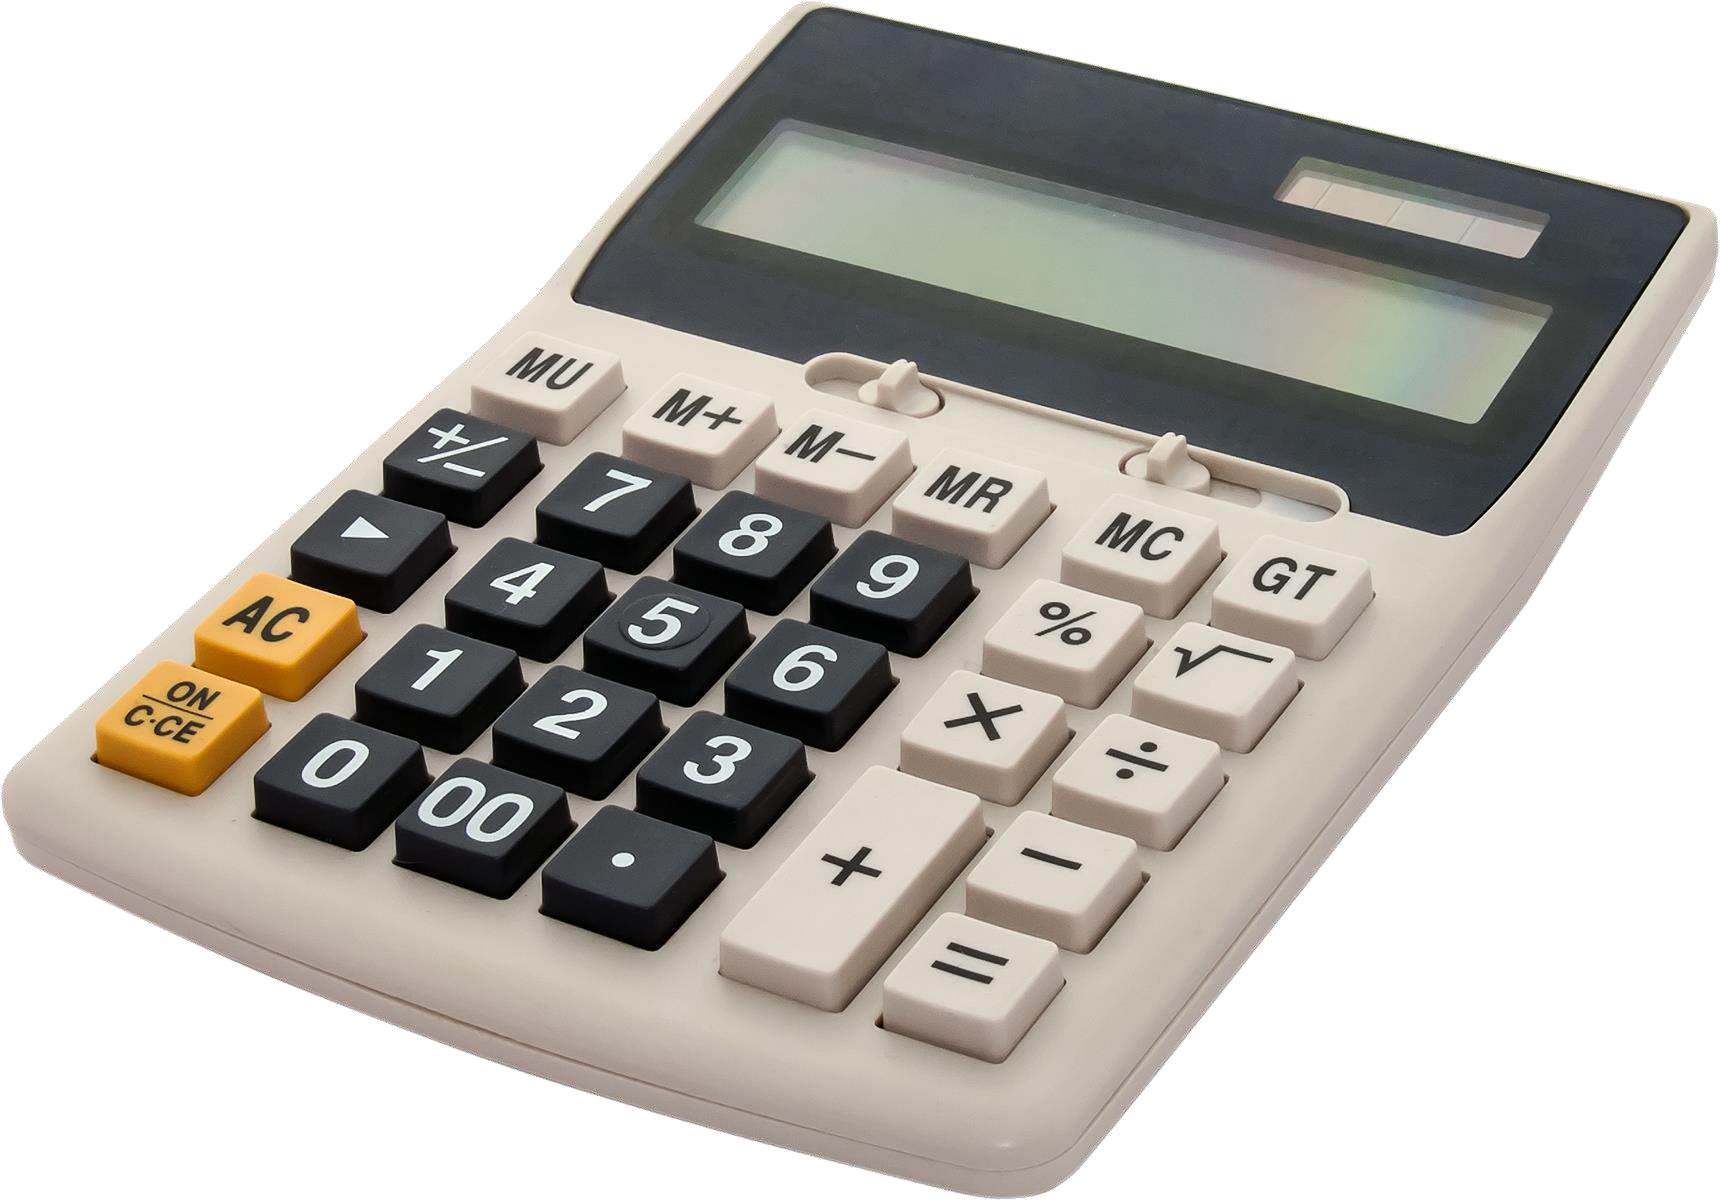 MU M+ M− MR MC GT
+/− 7 8 9 % √
▶ 4 5 6 × ÷
AC 1 2 3 + −
ON
C·CE
0 00 · =